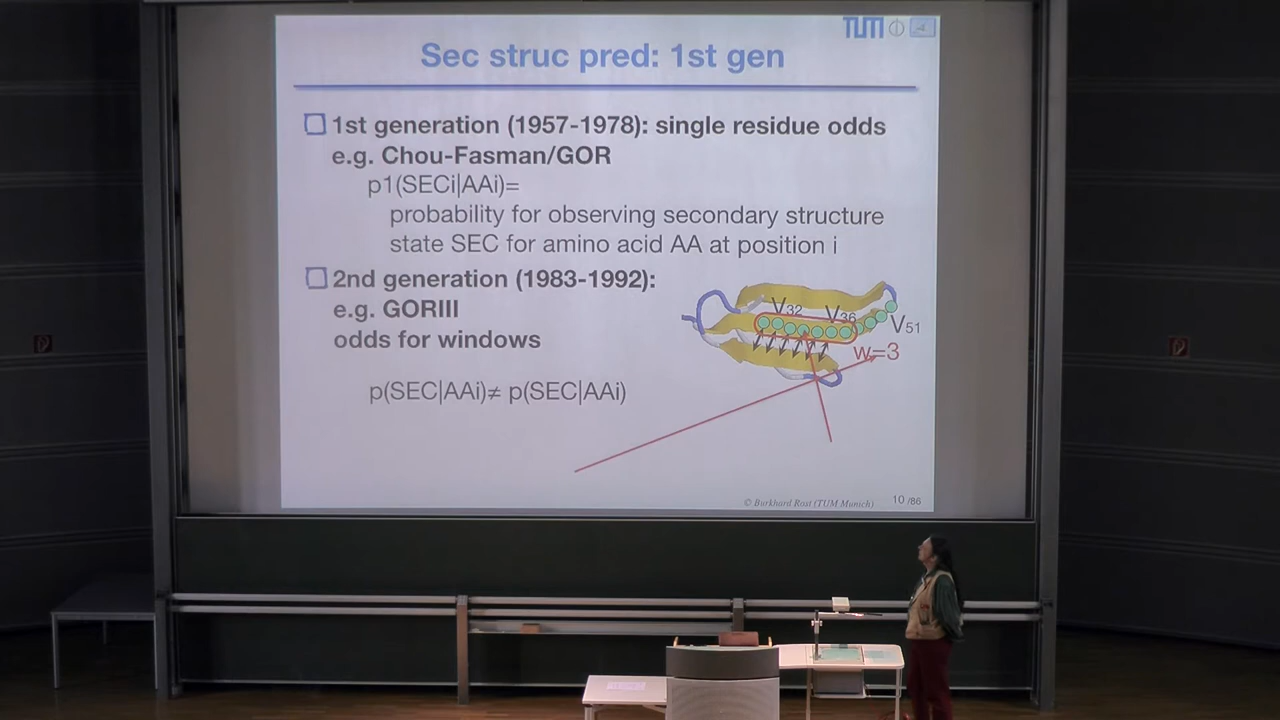 TUM
Sec struc pred: 1st gen
1st generation (1957-1978): single residue odds
e.g. Chou-Fasman/GOR
p1(SECi|AAi)=
probability for observing secondary structure
state SEC for amino acid AA at position i
2nd generation (1983-1992):
e.g. GORIII
odds for windows
V32 V36
V51
w=3
p(SEC|AAi)≠ p(SEC|AAi)
© Burkhard Rost (TUM Munich) 10 /86